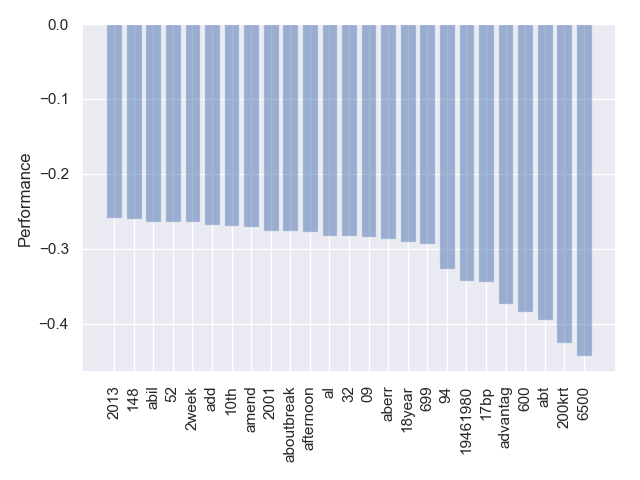 0.0
−0.1
−0.2
−0.3
−0.4
Performance
2013
148
abil
52
2week
add
10th
amend
2001
aboutbreak
afternoon
al
32
09
aberr
18year
699
94
19461980
17bp
advantag
600
abt
200krt
6500